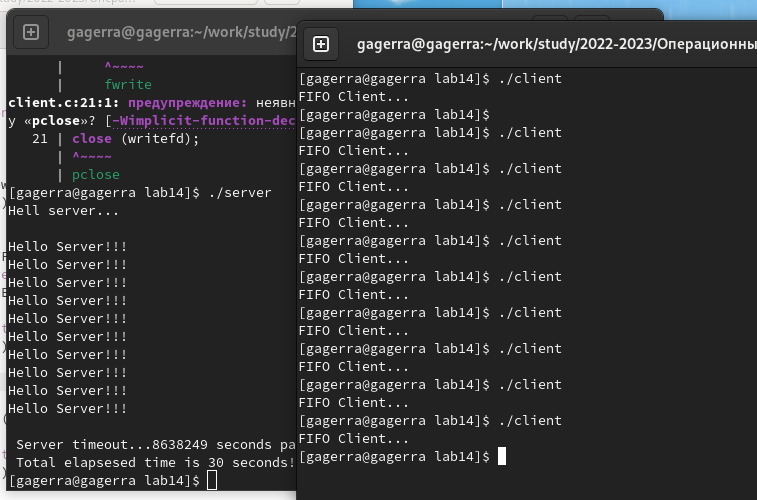 gagerra@gagerra:~/work/study/2
|     ^~~~~
|     fwrite
client.c:21:1: предупреждение: неявн
у «pclose»? [-Wimplicit-function-dec
21 | close (writefd);
| ^~~~~
| pclose
[gagerra@gagerra lab14]$ ./server
Hell server...
Hello Server!!!
Hello Server!!!
Hello Server!!!
Hello Server!!!
Hello Server!!!
Hello Server!!!
Hello Server!!!
Hello Server!!!
Hello Server!!!
Hello Server!!!
Server timeout...8638249 seconds pa
Total elapsesed time is 30 seconds!
[gagerra@gagerra lab14]$
gagerra@gagerra:~/work/study/2022-2023/Операционны
[gagerra@gagerra lab14]$ ./client
FIFO Client...
[gagerra@gagerra lab14]$
[gagerra@gagerra lab14]$ ./client
FIFO Client...
[gagerra@gagerra lab14]$ ./client
FIFO Client...
[gagerra@gagerra lab14]$ ./client
FIFO Client...
[gagerra@gagerra lab14]$ ./client
FIFO Client...
[gagerra@gagerra lab14]$ ./client
FIFO Client...
[gagerra@gagerra lab14]$ ./client
FIFO Client...
[gagerra@gagerra lab14]$ ./client
FIFO Client...
[gagerra@gagerra lab14]$ ./client
FIFO Client...
[gagerra@gagerra lab14]$ ./client
FIFO Client...
[gagerra@gagerra lab14]$